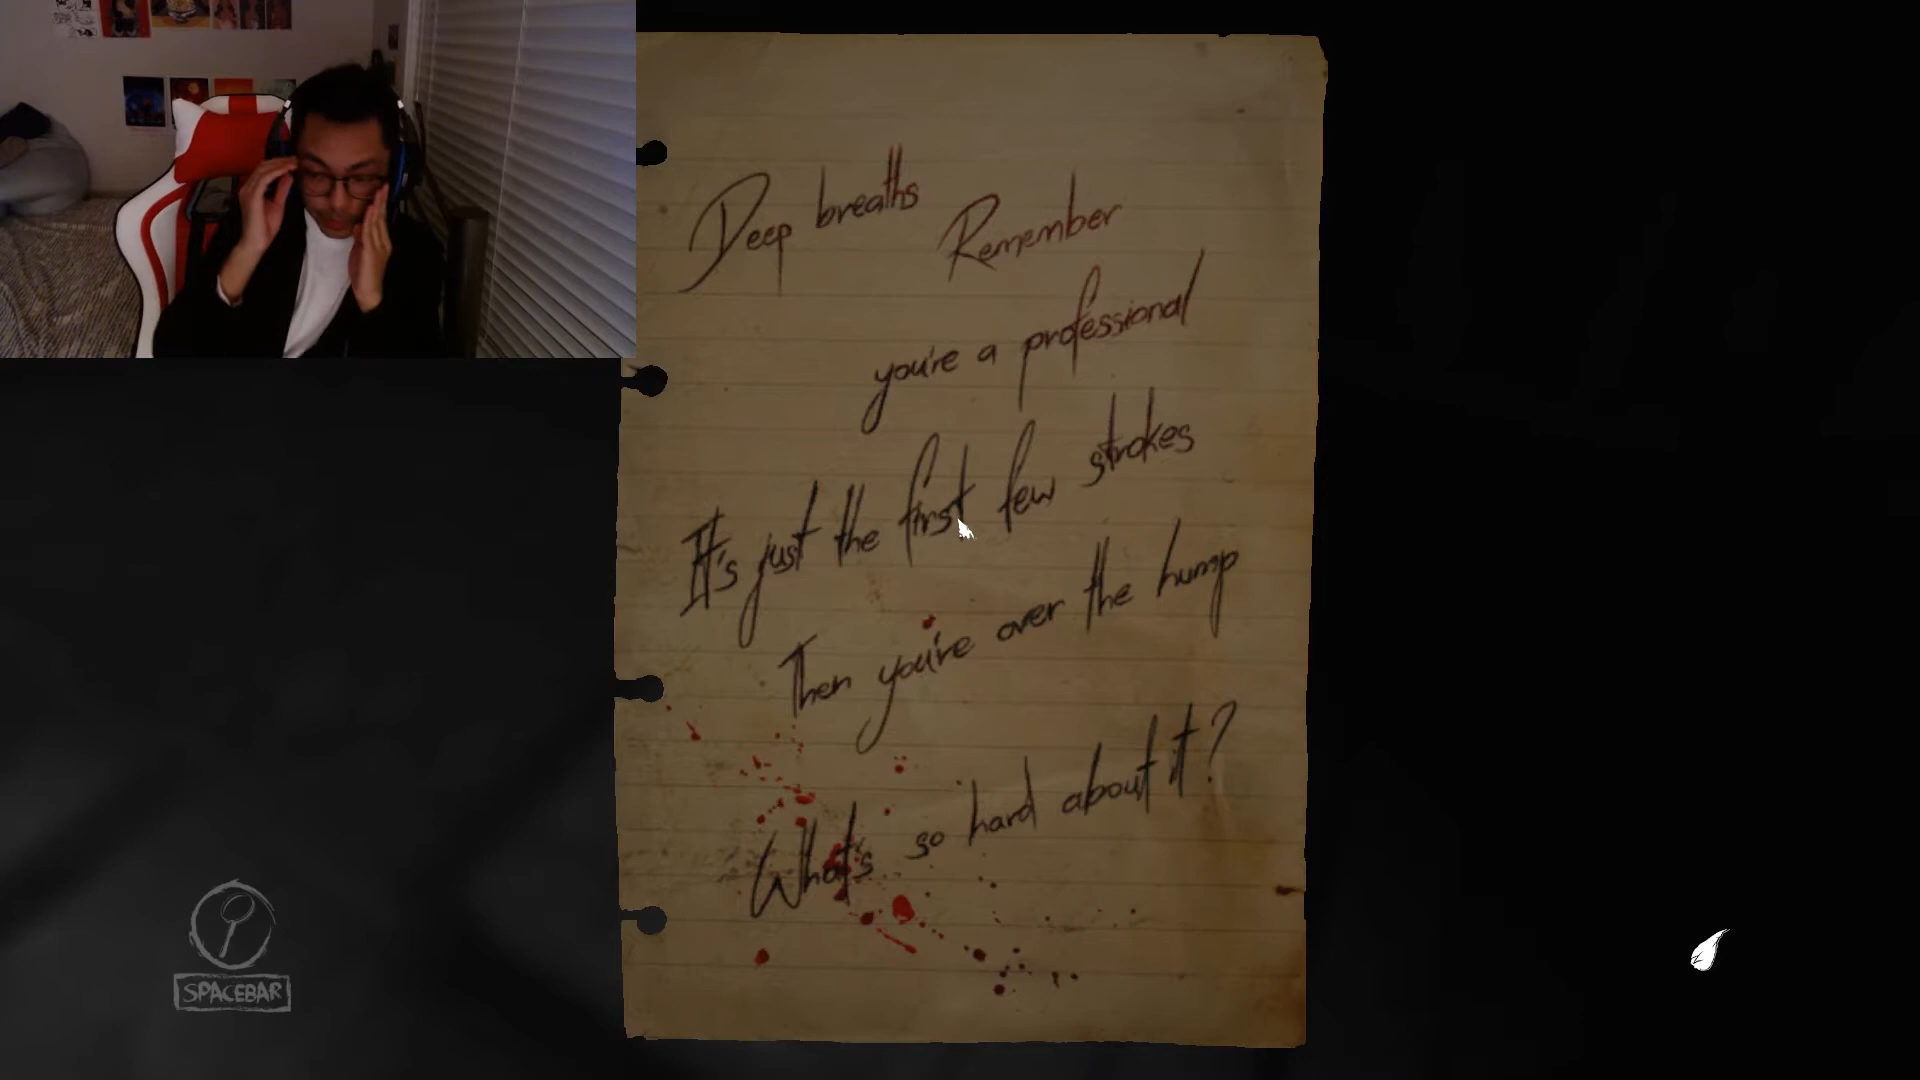 Deep breaths
Remember
you're a professional
It's just the first few strokes
Then you're over the hump
What's so hard about it?
SPACEBAR